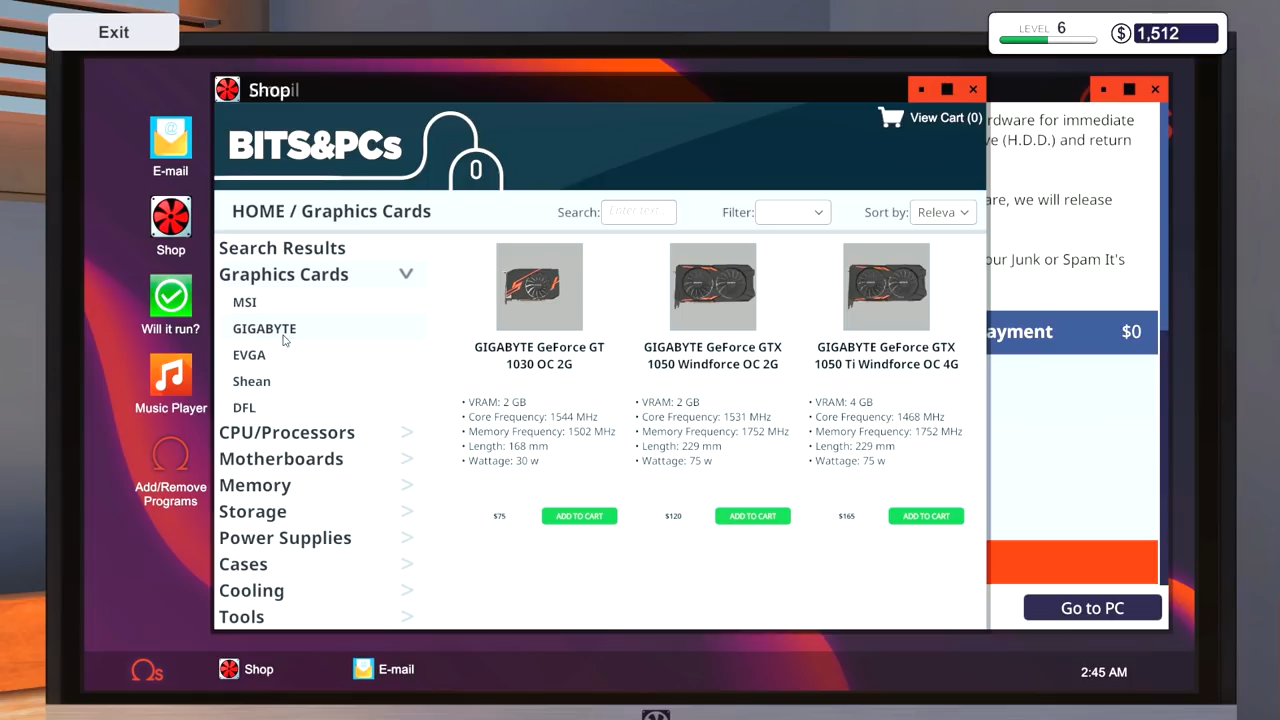 Exit
LEVEL 6
$ 1,512
Shop
BITS&PCs
View Cart (0)
HOME / Graphics Cards
Search: Enter text...
Filter:
Sort by: Releva
Search Results
Graphics Cards
MSI
GIGABYTE
EVGA
Shean
DFL
CPU/Processors
Motherboards
Memory
Storage
Power Supplies
Cases
Cooling
Tools
GIGABYTE GeForce GT
1030 OC 2G
• VRAM: 2 GB
• Core Frequency: 1544 MHz
• Memory Frequency: 1502 MHz
• Length: 168 mm
• Wattage: 30 w
$75
ADD TO CART
GIGABYTE GeForce GTX
1050 Windforce OC 2G
• VRAM: 2 GB
• Core Frequency: 1531 MHz
• Memory Frequency: 1752 MHz
• Length: 229 mm
• Wattage: 75 w
$120
ADD TO CART
GIGABYTE GeForce GTX
1050 Ti Windforce OC 4G
• VRAM: 4 GB
• Core Frequency: 1468 MHz
• Memory Frequency: 1752 MHz
• Length: 229 mm
• Wattage: 75 w
$165
ADD TO CART
rdware for immediate
ve (H.D.D.) and return
are, we will release
our Junk or Spam It's
ayment $0
Go to PC
E-mail
Shop
Will it run?
Music Player
Add/Remove
Programs
Ωs
Shop
E-mail
2:45 AM